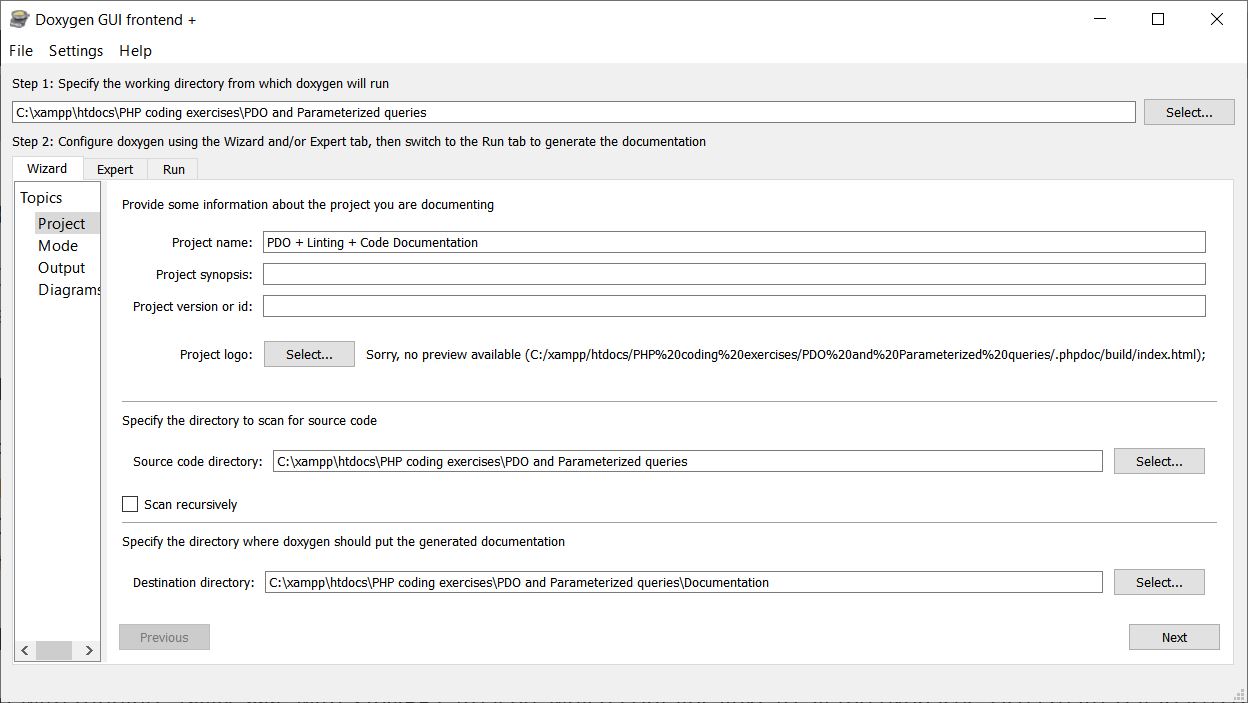 Doxygen GUI frontend +
File Settings Help
Step 1: Specify the working directory from which doxygen will run
C:\xampp\htdocs\PHP coding exercises\PDO and Parameterized queries
Select...
Step 2: Configure doxygen using the Wizard and/or Expert tab, then switch to the Run tab to generate the documentation
Wizard Expert Run
Topics
Project
Mode
Output
Diagrams
Provide some information about the project you are documenting
Project name: PDO + Linting + Code Documentation
Project synopsis:
Project version or id:
Project logo: Select... Sorry, no preview available (C:/xampp/htdocs/PHP%20coding%20exercises/PDO%20and%20Parameterized%20queries/.phpdoc/build/index.html);
Specify the directory to scan for source code
Source code directory: C:\xampp\htdocs\PHP coding exercises\PDO and Parameterized queries Select...
Scan recursively
Specify the directory where doxygen should put the generated documentation
Destination directory: C:\xampp\htdocs\PHP coding exercises\PDO and Parameterized queries\Documentation Select...
Previous Next